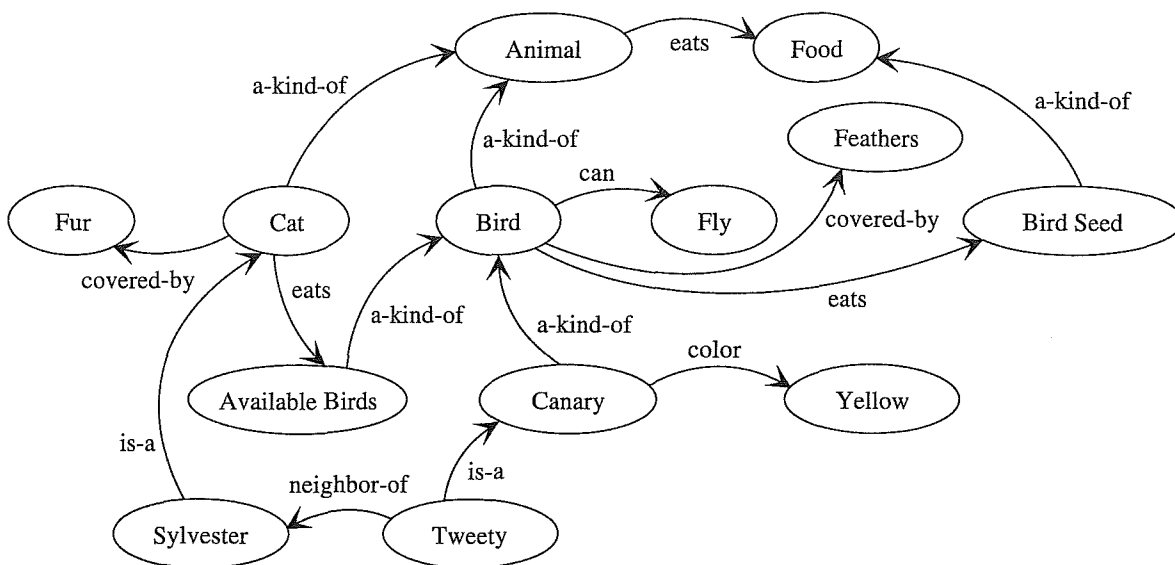 Animal
eats
Food
a-kind-of
a-kind-of
Feathers
a-kind-of
can
Fur
Cat
Bird
Fly
covered-by
Bird Seed
covered-by
eats
eats
a-kind-of
a-kind-of
color
Available Birds
Canary
Yellow
is-a
neighbor-of
is-a
Sylvester
Tweety